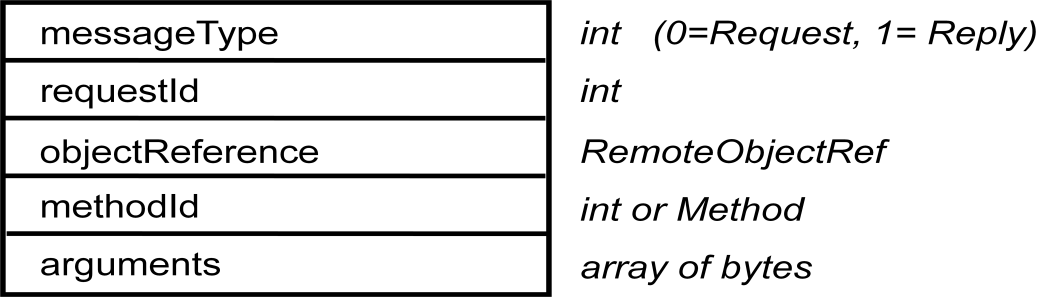 messageType int (0=Request, 1= Reply)
requestId int
objectReference RemoteObjectRef
methodId int or Method
arguments array of bytes